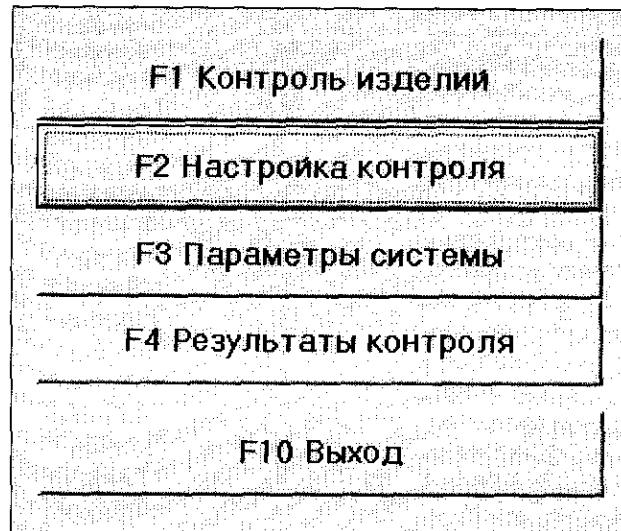 F1 Контроль изделий
F2 Настройка контроля
F3 Параметры системы
F4 Результаты контроля
F10 Выход